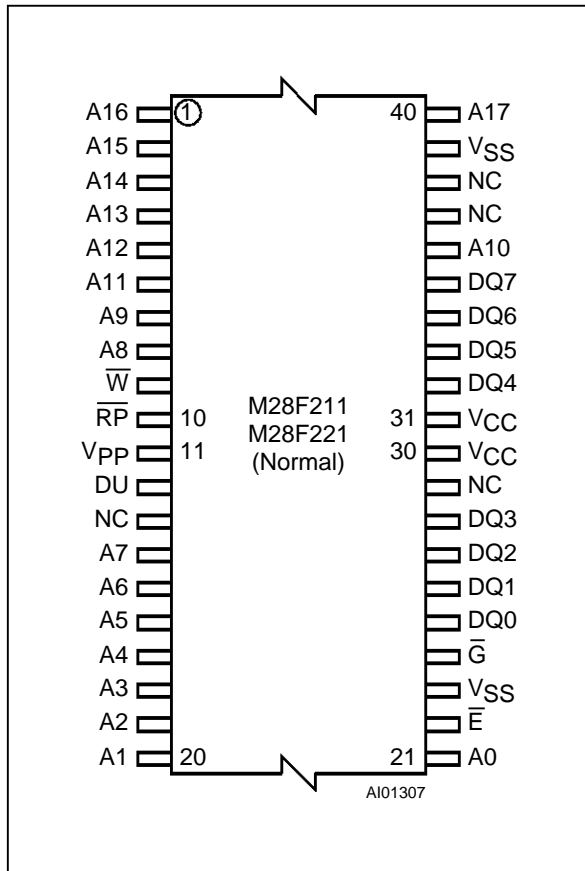 A16 1 40 A17
A15 VSS
A14 NC
A13 NC
A12 A10
A11 DQ7
A9 DQ6
A8 DQ5
W̅ DQ4
R̅P̅ 10 M28F211 31 VCC
VPP 11 M28F221 30 VCC
DU (Normal) NC
NC DQ3
A7 DQ2
A6 DQ1
A5 DQ0
A4 G̅
A3 VSS
A2 E̅
A1 20 21 A0
AI01307